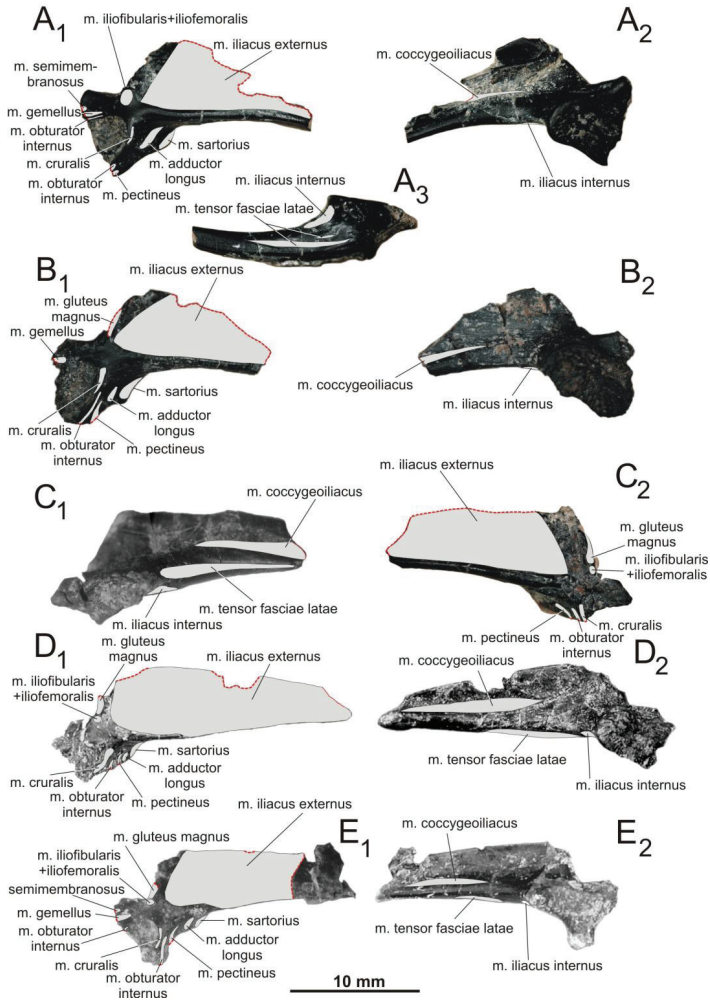 A1
m. iliofibularis+iliofemoralis
m. iliacus externus
m. semimem-
branosus
m. gemellus
m. obturator
internus
m. cruralis
m. obturator
internus
m. pectineus
m. adductor
longus
m. sartorius
A2
m. coccygeoiliacus
m. iliacus internus
A3
m. iliacus internus
m. tensor fasciae latae
B1
m. iliacus externus
m. gluteus
magnus
m. gemellus
m. sartorius
m. adductor
longus
m. cruralis
m. obturator
internus
m. pectineus
B2
m. coccygeoiliacus
m. iliacus internus
C1
m. coccygeoiliacus
m. tensor fasciae latae
m. iliacus internus
C2
m. iliacus externus
m. gluteus
magnus
m. iliofibularis
+iliofemoralis
m. cruralis
m. pectineus
m. obturator
internus
D1
m. gluteus
magnus
m. iliacus externus
m. iliofibularis
+iliofemoralis
m. sartorius
m. adductor
longus
m. cruralis
m. obturator
internus
m. pectineus
D2
m. coccygeoiliacus
m. tensor fasciae latae
m. iliacus internus
E1
m. iliacus externus
m. gluteus magnus
m. iliofibularis
+iliofemoralis
semimembranosus
m. gemellus
m. obturator
internus
m. sartorius
m. adductor
longus
m. cruralis
m. pectineus
m. obturator
internus
E2
m. coccygeoiliacus
m. tensor fasciae latae
m. iliacus internus
10 mm